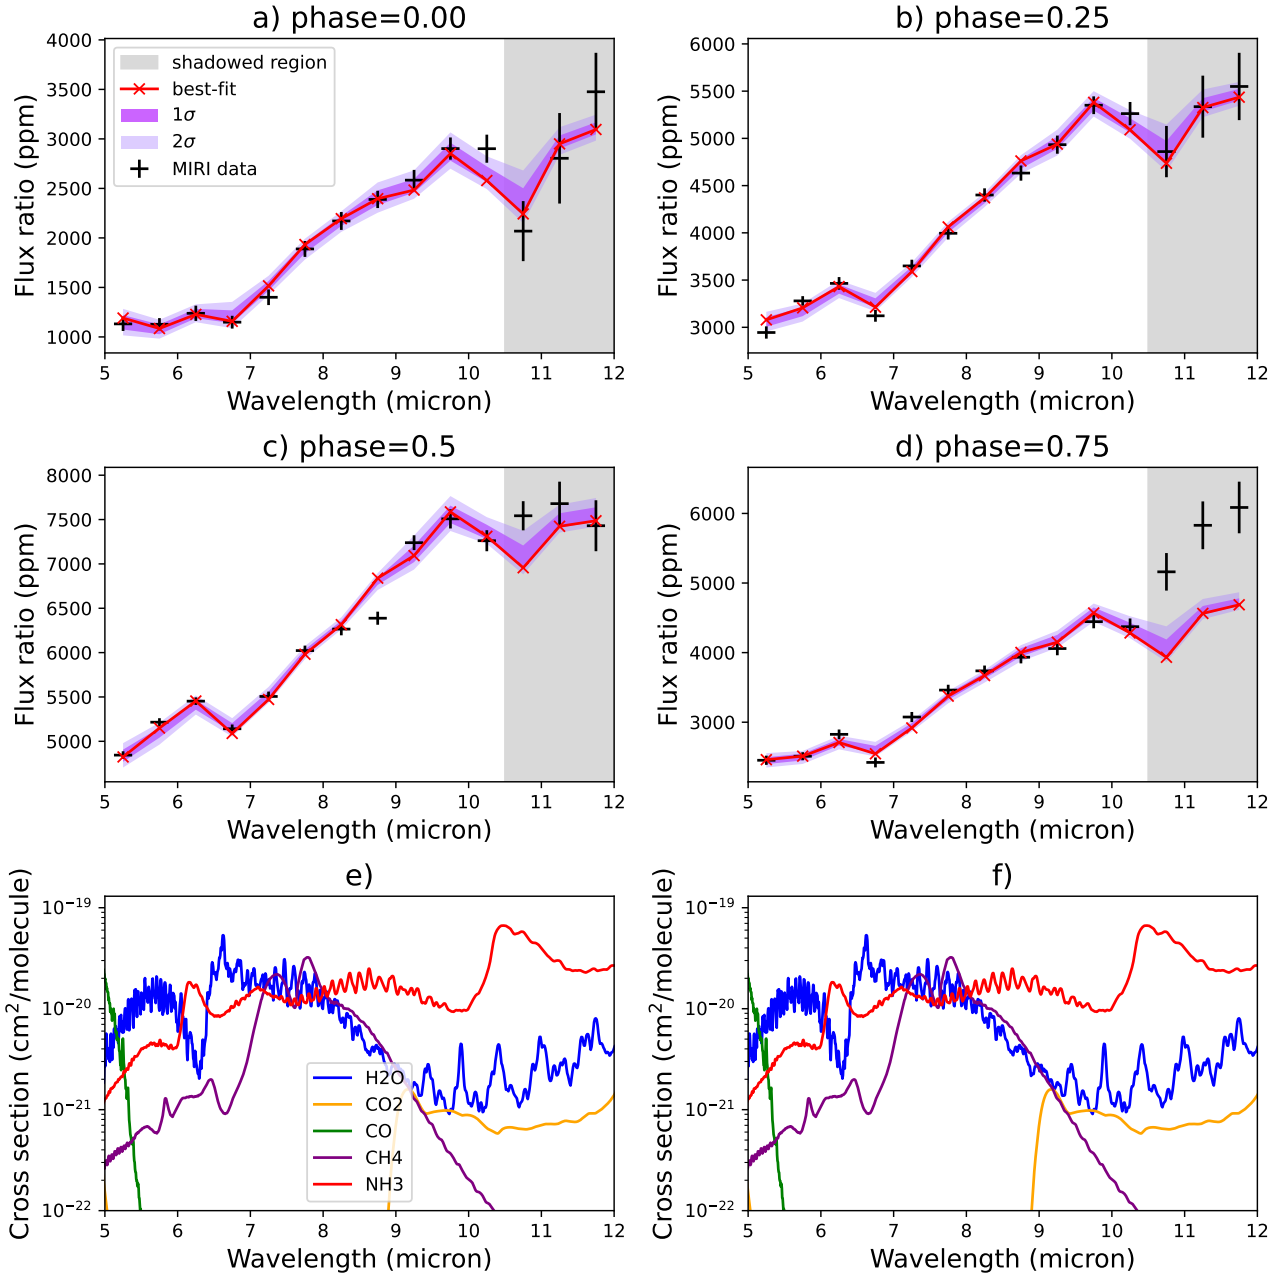 a) phase=0.00
b) phase=0.25
4000
3500
3000
2500
2000
1500
1000
Flux ratio (ppm)
shadowed region
best-fit
1σ
2σ
MIRI data
5 6 7 8 9 10 11 12
Wavelength (micron)
6000
5500
5000
4500
4000
3500
3000
Flux ratio (ppm)
5 6 7 8 9 10 11 12
Wavelength (micron)
c) phase=0.5
d) phase=0.75
8000
7500
7000
6500
6000
5500
5000
Flux ratio (ppm)
5 6 7 8 9 10 11 12
Wavelength (micron)
6000
5000
4000
3000
Flux ratio (ppm)
5 6 7 8 9 10 11 12
Wavelength (micron)
e)
f)
10⁻¹⁹
10⁻²⁰
10⁻²¹
10⁻²²
Cross section (cm²/molecule)
H2O
CO2
CO
CH4
NH3
5 6 7 8 9 10 11 12
Wavelength (micron)
10⁻¹⁹
10⁻²⁰
10⁻²¹
10⁻²²
Cross section (cm²/molecule)
5 6 7 8 9 10 11 12
Wavelength (micron)